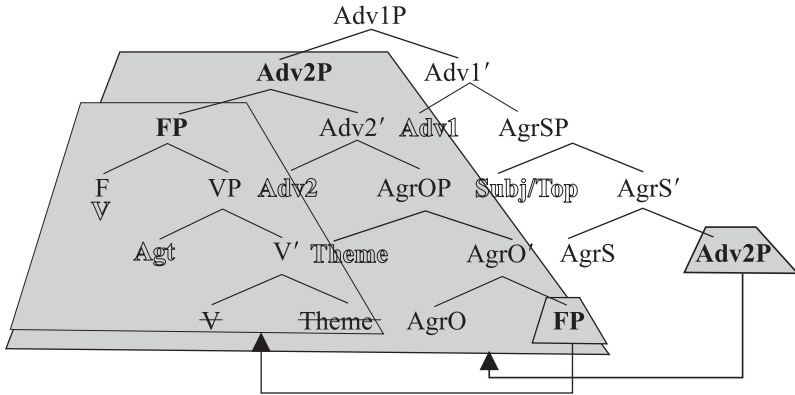 Adv1P
Adv2P Adv1′
FP Adv2′ Adv1 AgrSP
F VP Adv2 AgrOP Subj/Top AgrS′
V
Agt V′ Theme AgrO′ AgrS Adv2P
V Theme AgrO FP